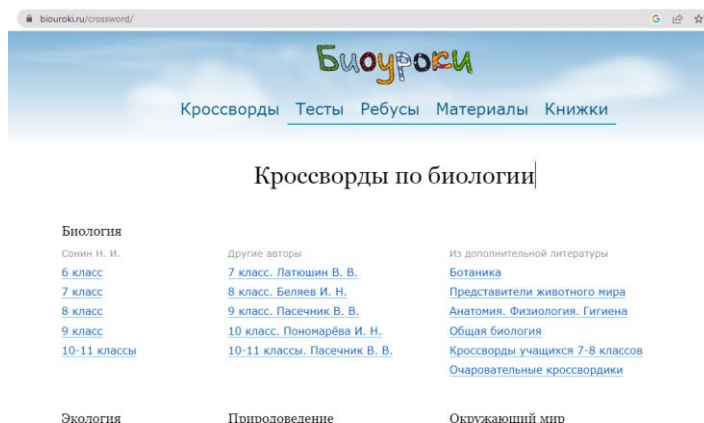 biouroki.ru/crossword/
Биоуроки
Кроссворды Тесты Ребусы Материалы Книжки
Кроссворды по биологии
Биология
Сонин Н. И.
6 класс
7 класс
8 класс
9 класс
10-11 классы
Другие авторы
7 класс. Латюшин В. В.
8 класс. Беляев И. Н.
9 класс. Пасечник В. В.
10 класс. Пономарёва И. Н.
10-11 классы. Пасечник В. В.
Из дополнительной литературы
Ботаника
Представители животного мира
Анатомия. Физиология. Гигиена
Общая биология
Кроссворды учащихся 7-8 классов
Очаровательные кроссвордики
Экология
Природоведение
Окружающий мир